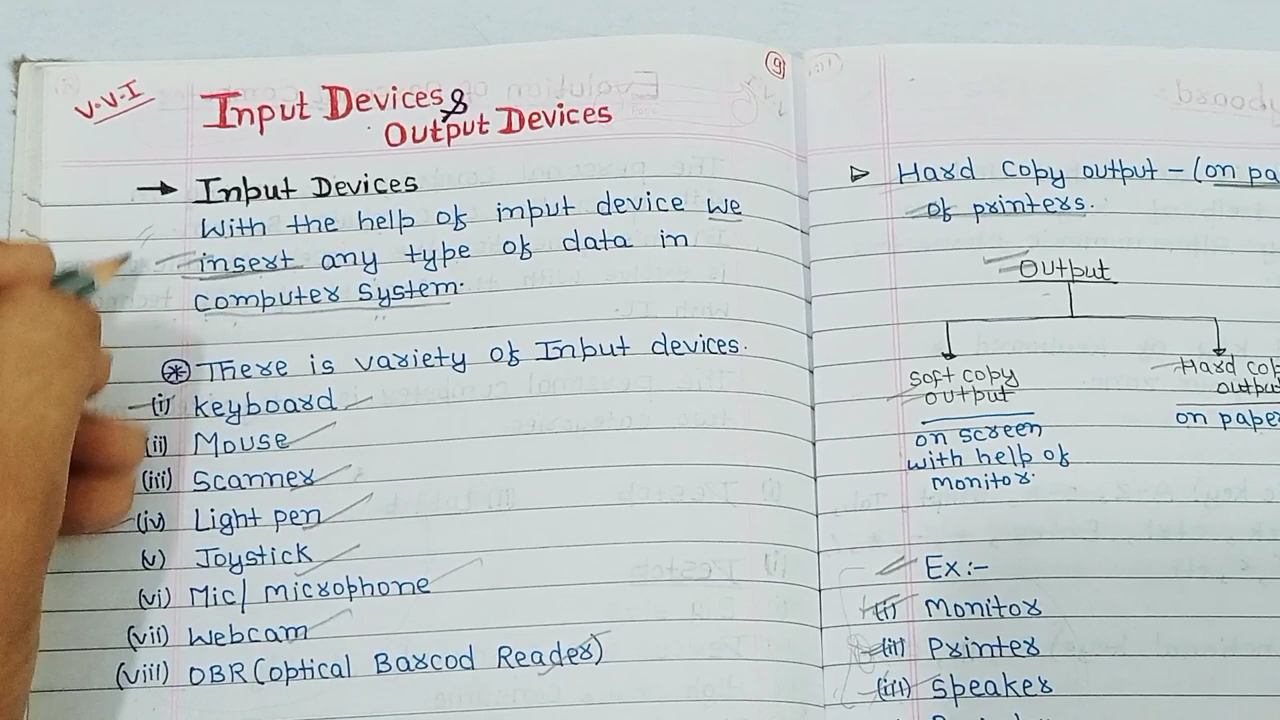 V.V.I
Input Devices &
Output Devices
9
→ Input Devices
With the help of input device we
insert any type of data in
computer system.
There is variety of Input devices.
(i) keyboard
(ii) Mouse
(iii) Scanner
(iv) Light pen
(v) Joystick
(vi) Mic/ microphone
(vii) Webcam
(viii) OBR (optical Barcod Reader)
Hard copy output - (on pa
of printers.
Output
Soft copy
output
on screen
with help of
monitor.
Hard cop
output
on pape
Ex:-
(i) Monitor
(ii) Printer
(iii) Speaker